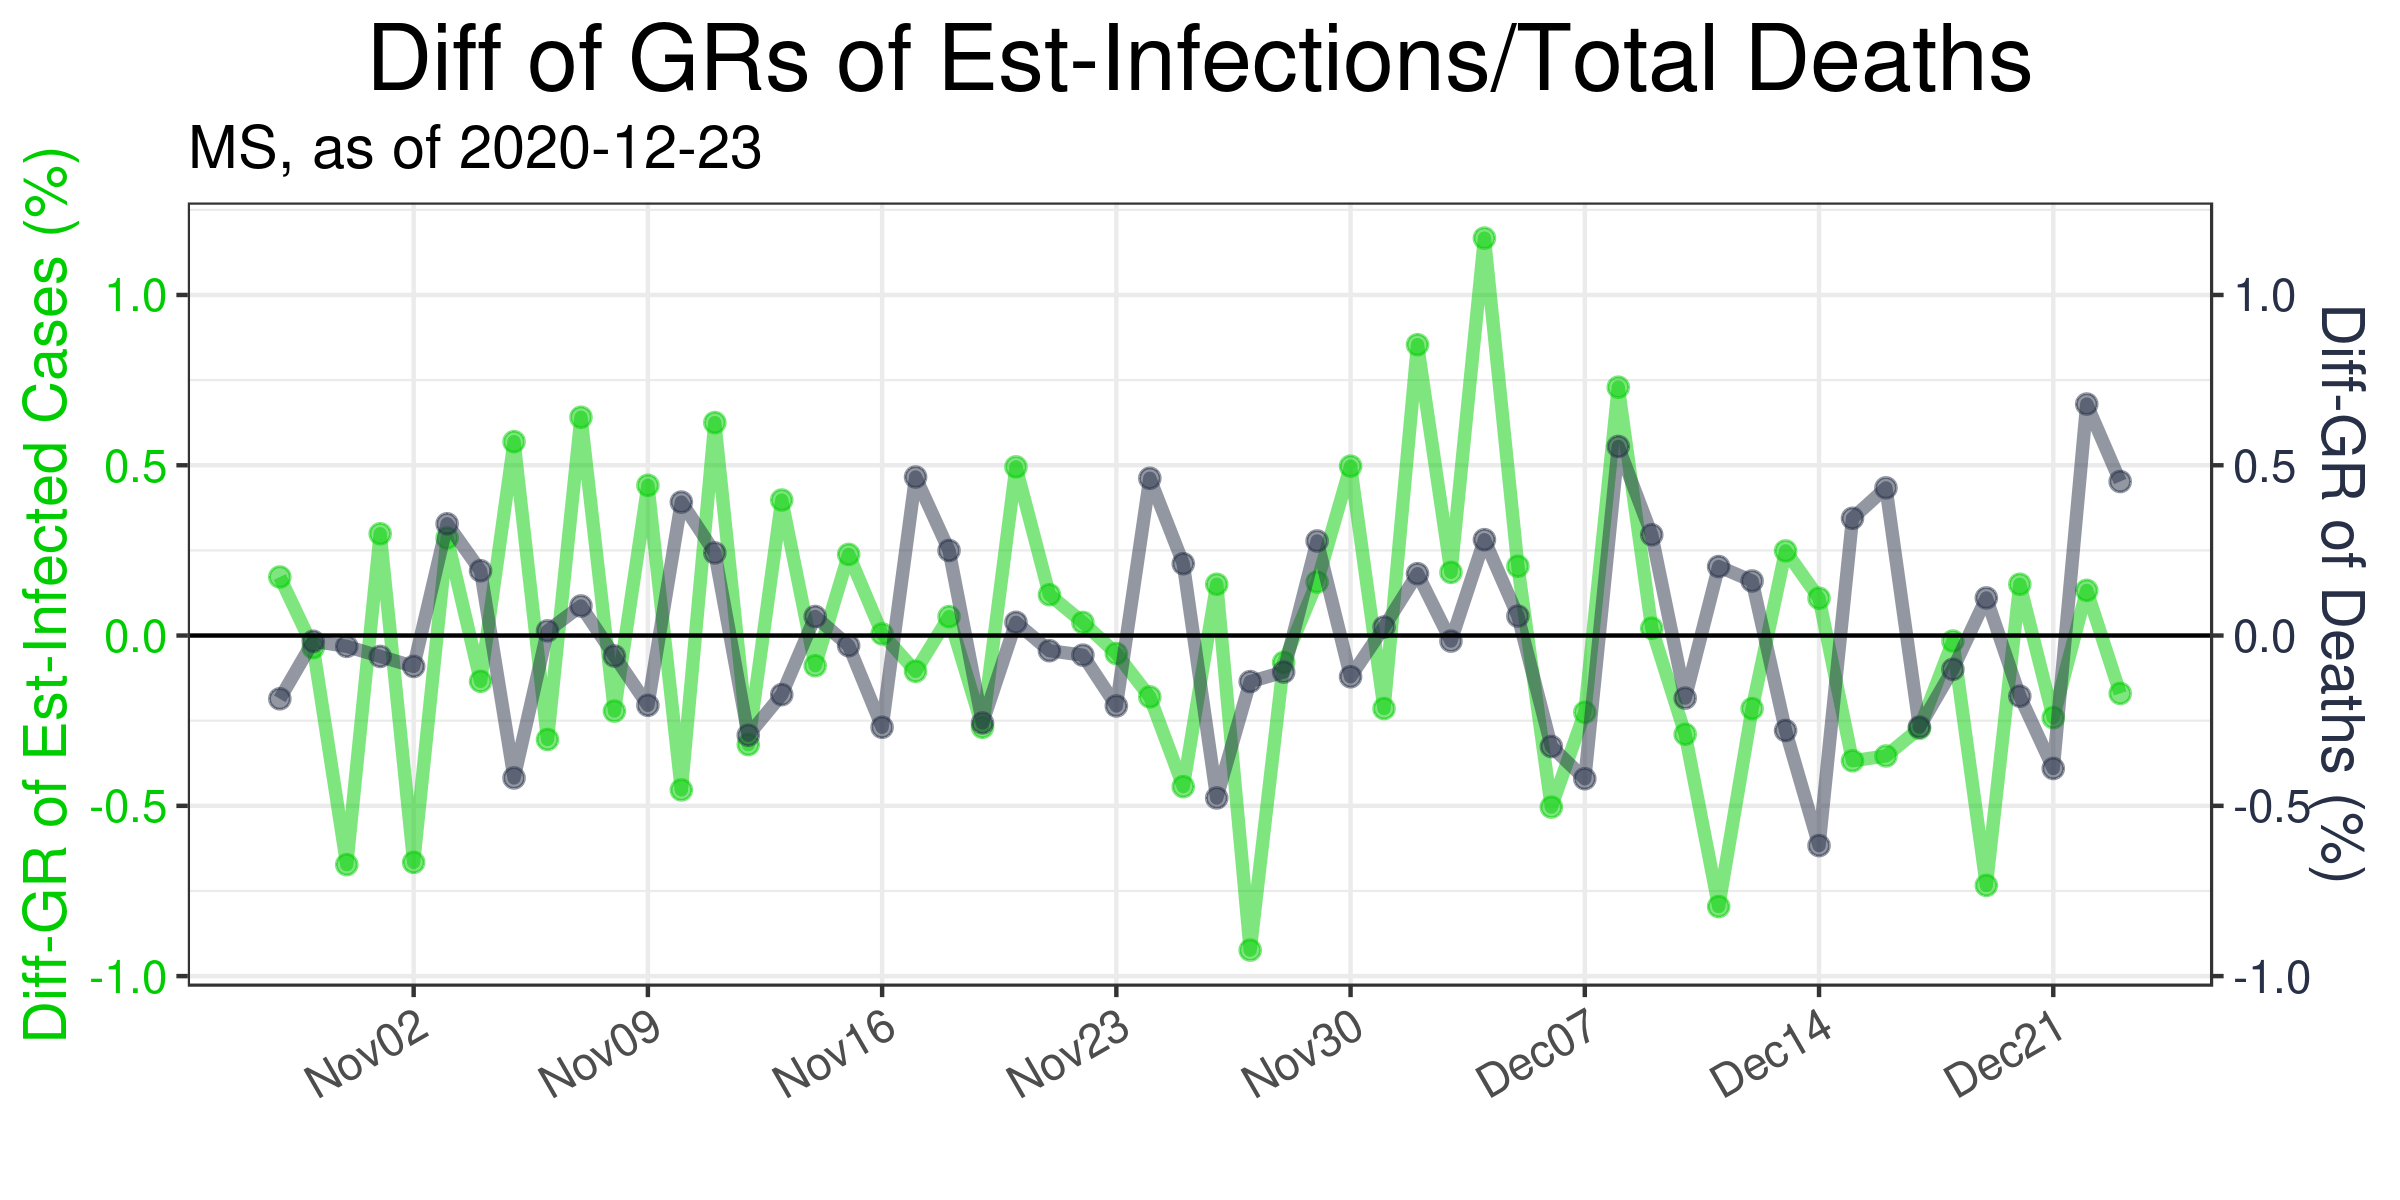 Diff of GRs of Est-Infections/Total Deaths
MS, as of 2020-12-23
Diff-GR of Est-Infected Cases (%)
1.0
0.5
0.0
-0.5
-1.0
1.0
0.5
0.0
-0.5
-1.0
Diff-GR of Deaths (%)
Nov02
Nov09
Nov16
Nov23
Nov30
Dec07
Dec14
Dec21